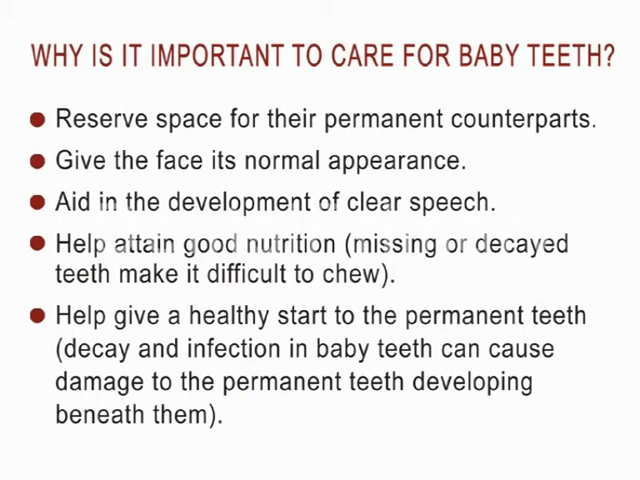 WHY IS IT IMPORTANT TO CARE FOR BABY TEETH?
● Reserve space for their permanent counterparts.
● Give the face its normal appearance.
● Aid in the development of clear speech.
● Help attain good nutrition (missing or decayed
teeth make it difficult to chew).
● Help give a healthy start to the permanent teeth
(decay and infection in baby teeth can cause
damage to the permanent teeth developing
beneath them).